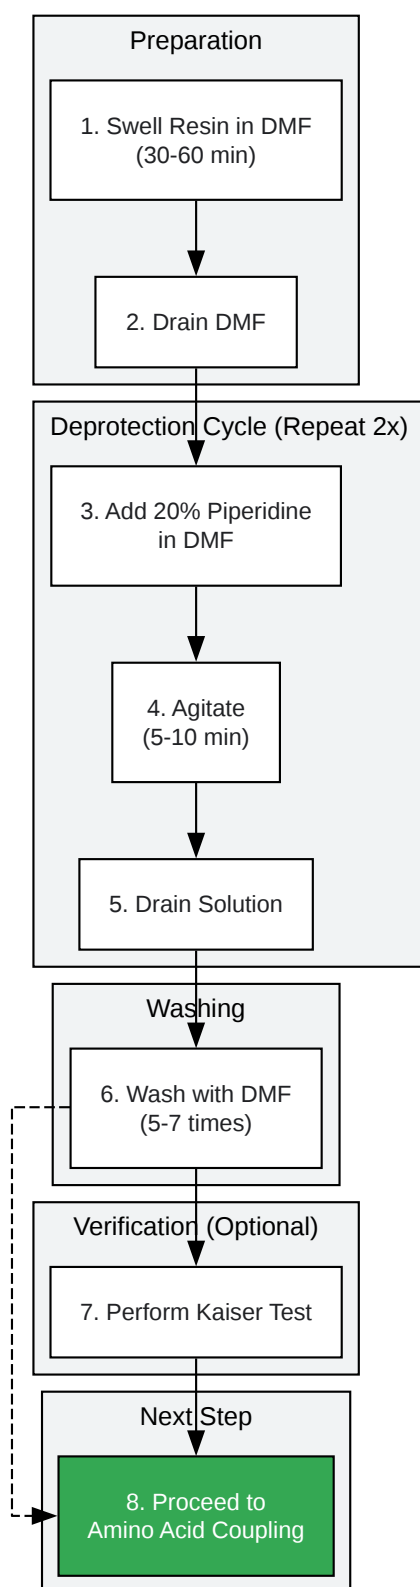 Preparation
1. Swell Resin in DMF
(30-60 min)
2. Drain DMF
Deprotection Cycle (Repeat 2x)
3. Add 20% Piperidine
in DMF
4. Agitate
(5-10 min)
5. Drain Solution
Washing
6. Wash with DMF
(5-7 times)
Verification (Optional)
7. Perform Kaiser Test
Next Step
8. Proceed to
Amino Acid Coupling